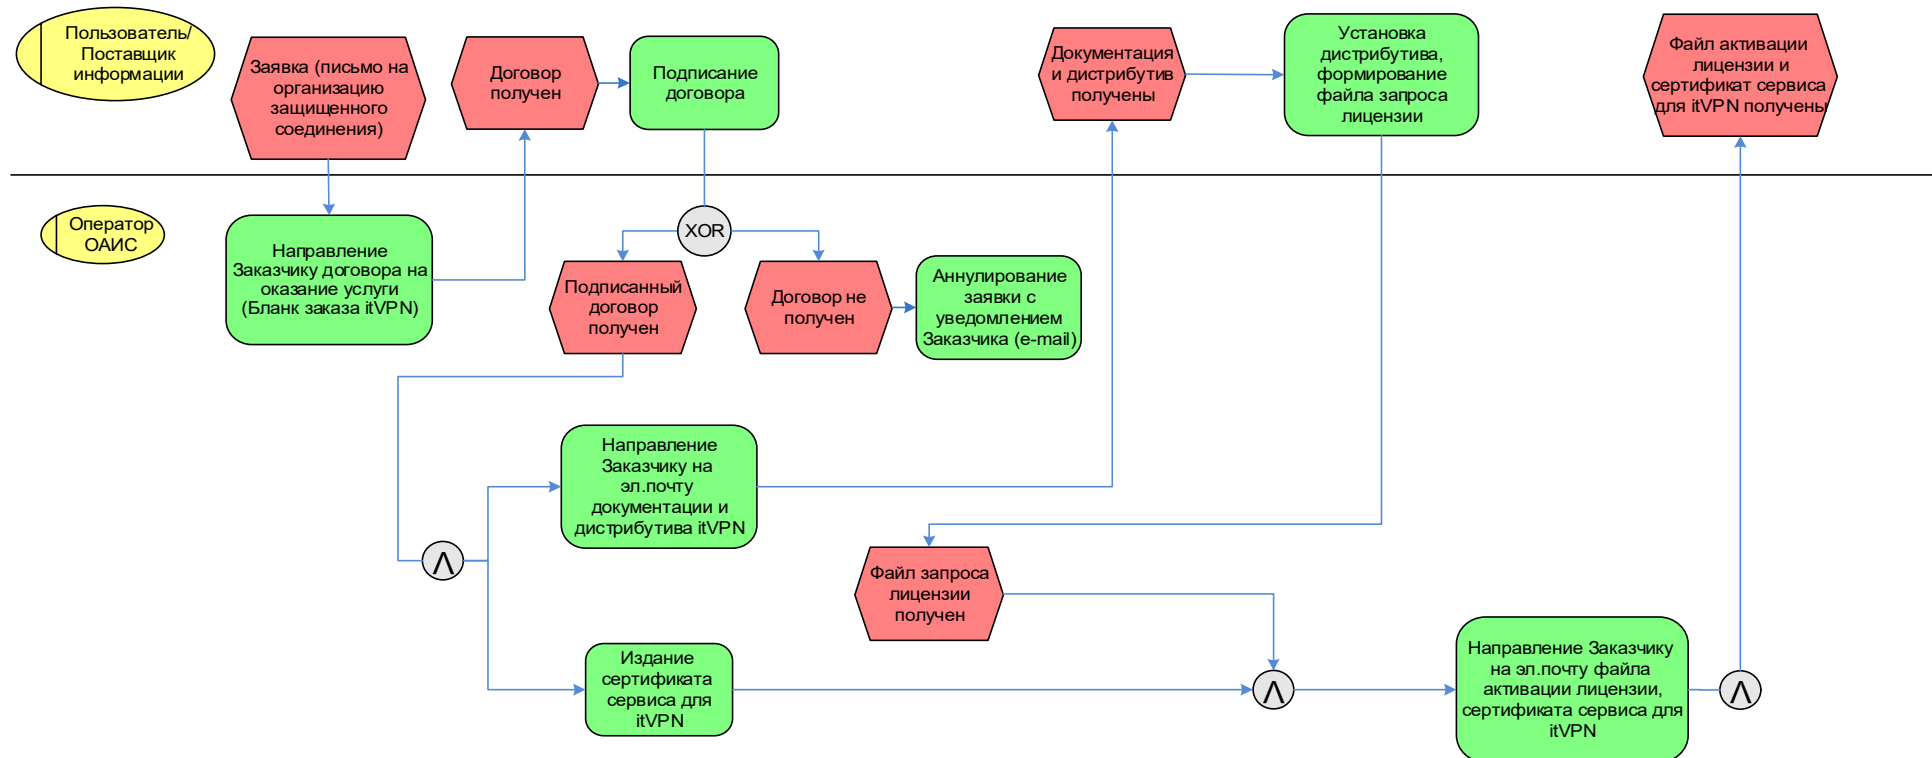 Пользователь/
Поставщик
информации
Заявка (письмо на
организацию
защищенного
соединения)
Договор
получен
Подписание
договора
Документация
и дистрибутив
получены
Установка
дистрибутива,
формирование
файла запроса
лицензии
Файл активации
лицензии и
сертификат сервиса
для itVPN получены
Оператор
ОАИС
Направление
Заказчику договора на
оказание услуги
(Бланк заказа itVPN)
XOR
Подписанный
договор
получен
Договор не
получен
Аннулирование
заявки с
уведомлением
Заказчика (e-mail)
Направление
Заказчику на
эл.почту
документации и
дистрибутива itVPN
Λ
Файл запроса
лицензии
получен
Издание
сертификата
сервиса для
itVPN
Λ
Направление Заказчику
на эл.почту файла
активации лицензии,
сертификата сервиса для
itVPN
Λ